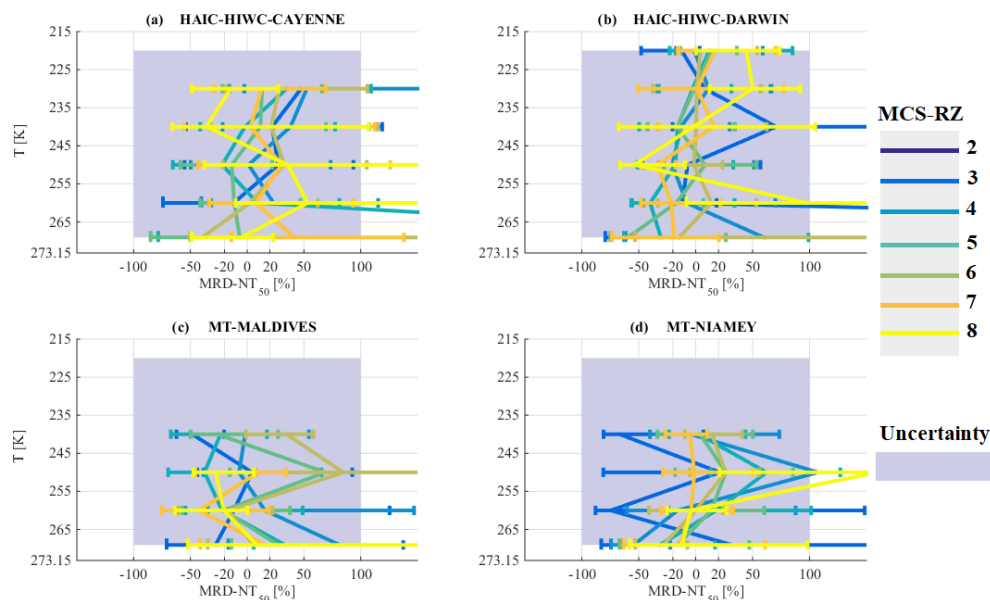 (a) HAIC-HIWC-CAYENNE
215
225
235
245
255
265
273.15
T [K]
-100 -50 -20 0 20 50 100
MRD-NT50 [%]
(b) HAIC-HIWC-DARWIN
215
225
235
245
255
265
273.15
T [K]
-100 -50 -20 0 20 50 100
MRD-NT50 [%]
MCS-RZ
2
3
4
5
6
7
8
(c) MT-MALDIVES
215
225
235
245
255
265
273.15
T [K]
-100 -50 -20 0 20 50 100
MRD-NT50 [%]
(d) MT-NIAMEY
215
225
235
245
255
265
273.15
T [K]
-100 -50 -20 0 20 50 100
MRD-NT50 [%]
Uncertainty